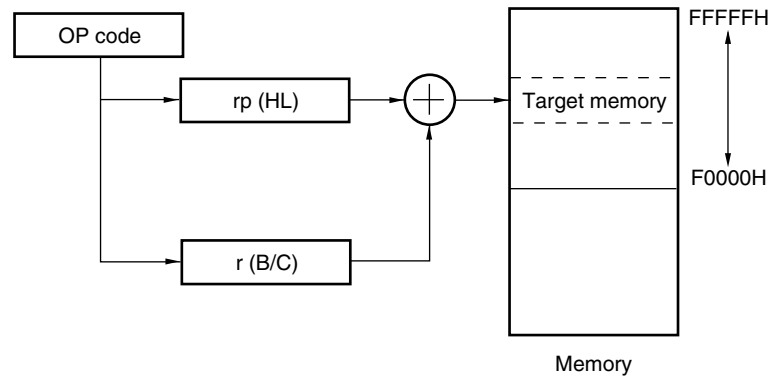 OP code
FFFFFH
rp (HL)
Target memory
F0000H
r (B/C)
Memory